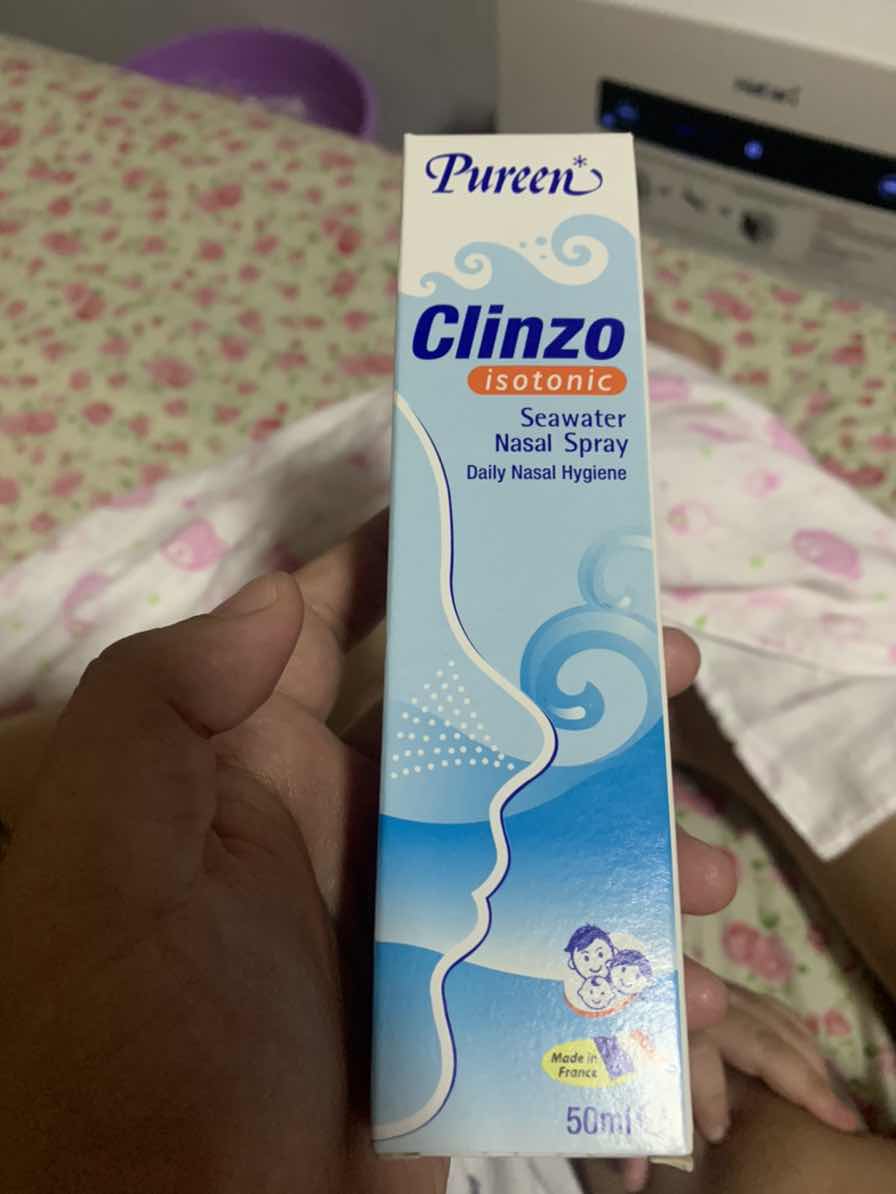 Pureen*
Clinzo
isotonic
Seawater
Nasal Spray
Daily Nasal Hygiene
Made in
France
50ml